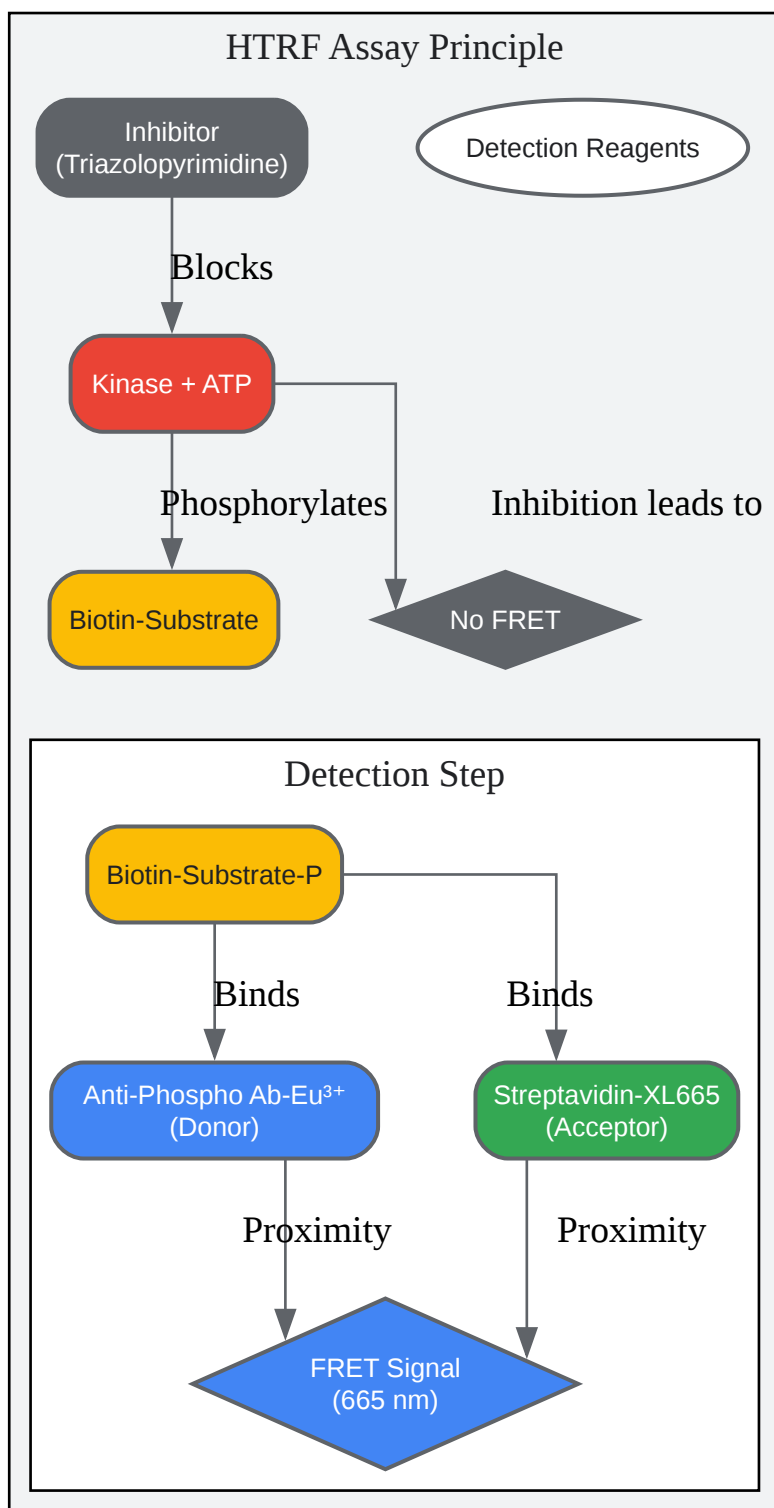 HTRF Assay Principle
Inhibitor
(Triazolopyrimidine)
Detection Reagents
Blocks
Kinase + ATP
Phosphorylates
Inhibition leads to
Biotin-Substrate
No FRET
Detection Step
Biotin-Substrate-P
Binds
Binds
Anti-Phospho Ab-Eu³⁺
(Donor)
Streptavidin-XL665
(Acceptor)
Proximity
Proximity
FRET Signal
(665 nm)